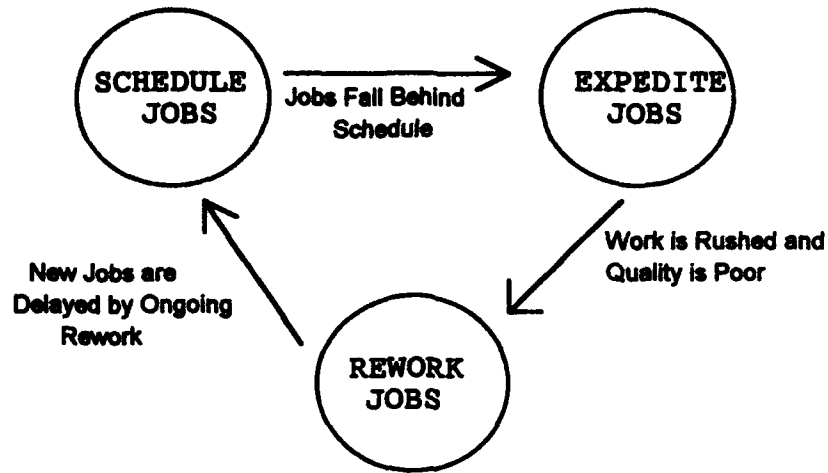 SCHEDULE
JOBS
Jobs Fall Behind
Schedule
EXPEDITE
JOBS
Work is Rushed and
Quality is Poor
REWORK
JOBS
New Jobs are
Delayed by Ongoing
Rework